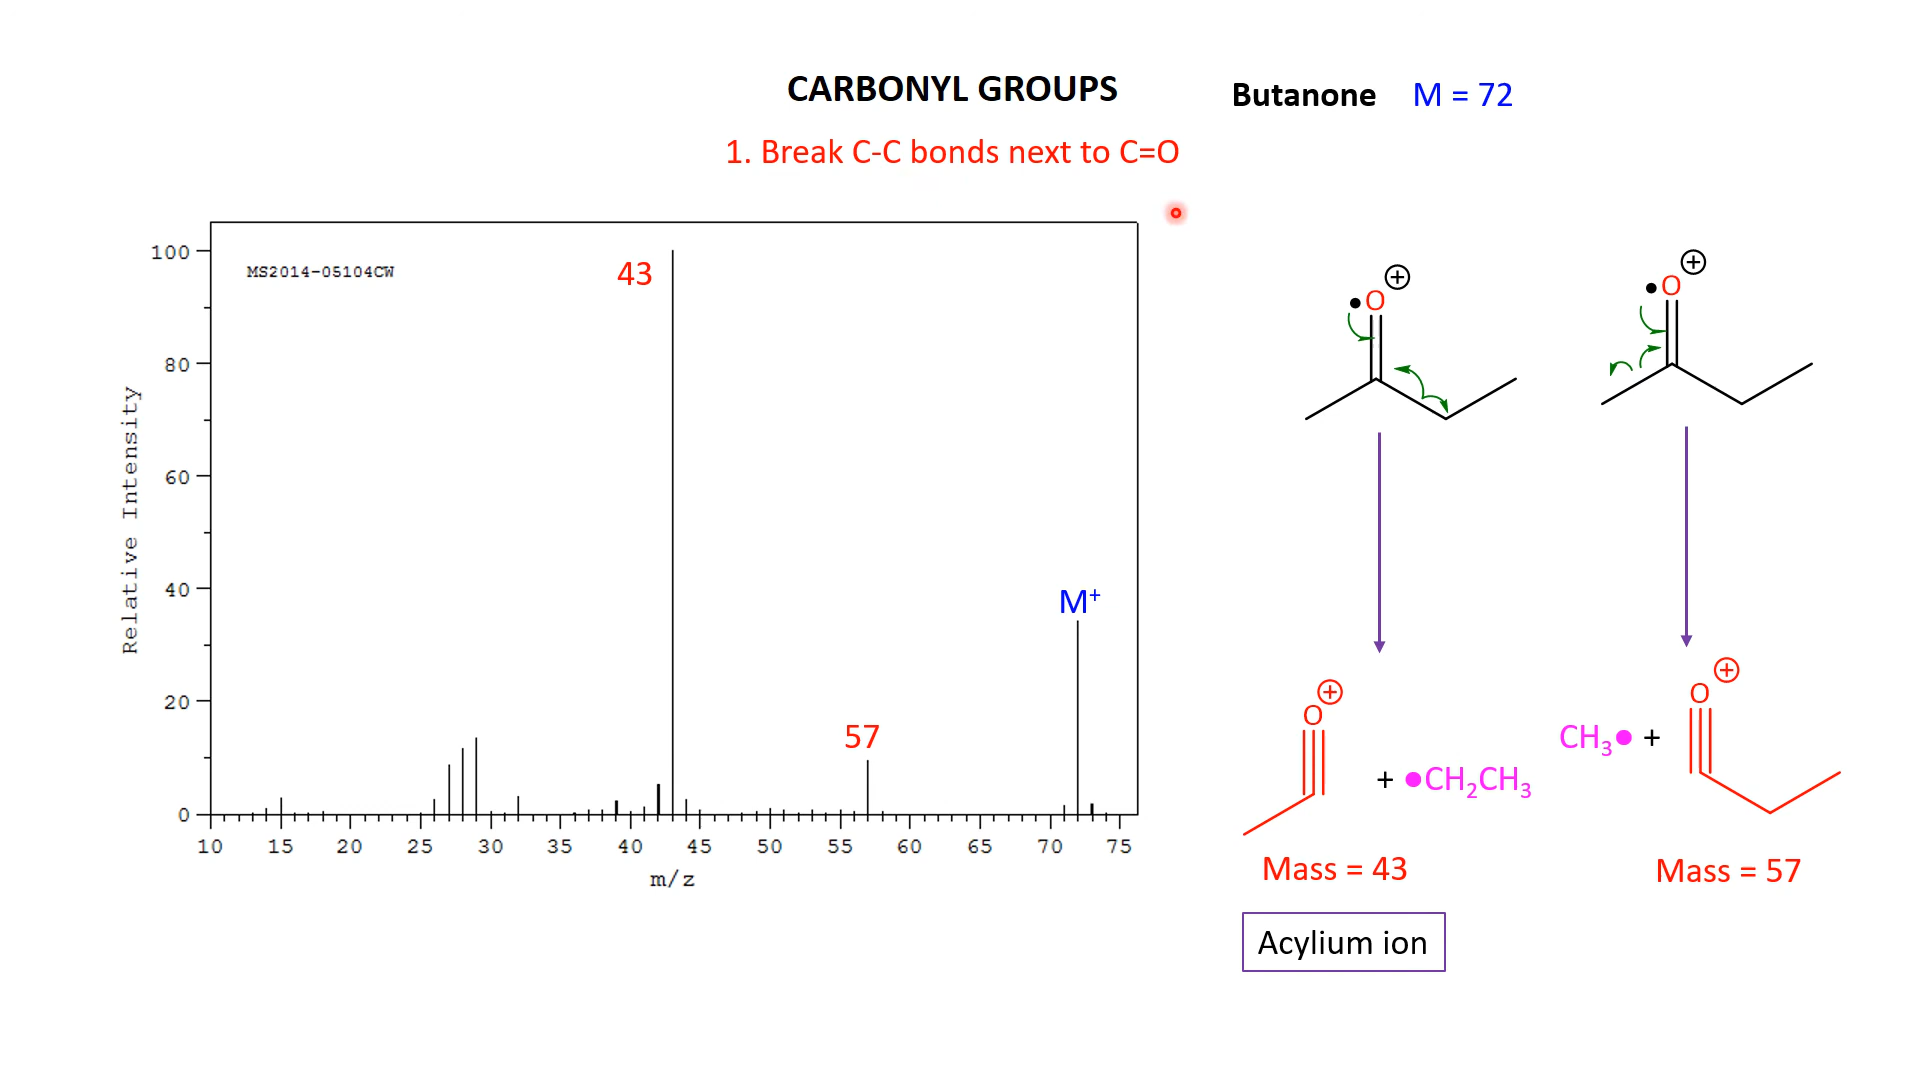 CARBONYL GROUPS
Butanone M = 72
1. Break C-C bonds next to C=O
MS2014-05104CW
43
57
M⁺
100
80
60
40
20
0
Relative Intensity
10 15 20 25 30 35 40 45 50 55 60 65 70 75
m/z
•O⊕
•O⊕
O⊕
+ •CH₂CH₃
CH₃• +
O⊕
Mass = 43
Mass = 57
Acylium ion